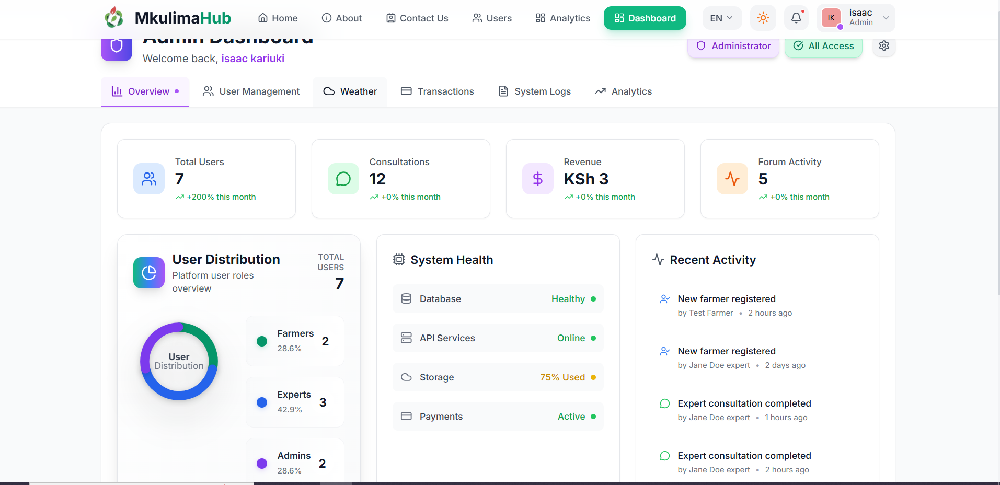 MkulimaHub
Home
About
Contact Us
Users
Analytics
Dashboard
EN
IK
isaac
Admin
Admin Dashboard
Welcome back, isaac kariuki
Administrator
All Access
Overview
User Management
Weather
Transactions
System Logs
Analytics
Total Users
7
+200% this month
Consultations
12
+0% this month
Revenue
KSh 3
+0% this month
Forum Activity
5
+0% this month
User Distribution
Platform user roles
overview
TOTAL
USERS
7
User
Distribution
Farmers
28.6%
2
Experts
42.9%
3
Admins
28.6%
2
System Health
Database
Healthy
API Services
Online
Storage
75% Used
Payments
Active
Recent Activity
New farmer registered
by Test Farmer • 2 hours ago
New farmer registered
by Jane Doe expert • 2 days ago
Expert consultation completed
by Jane Doe expert • 1 hours ago
Expert consultation completed
by Jane Doe expert • 2 hours ago